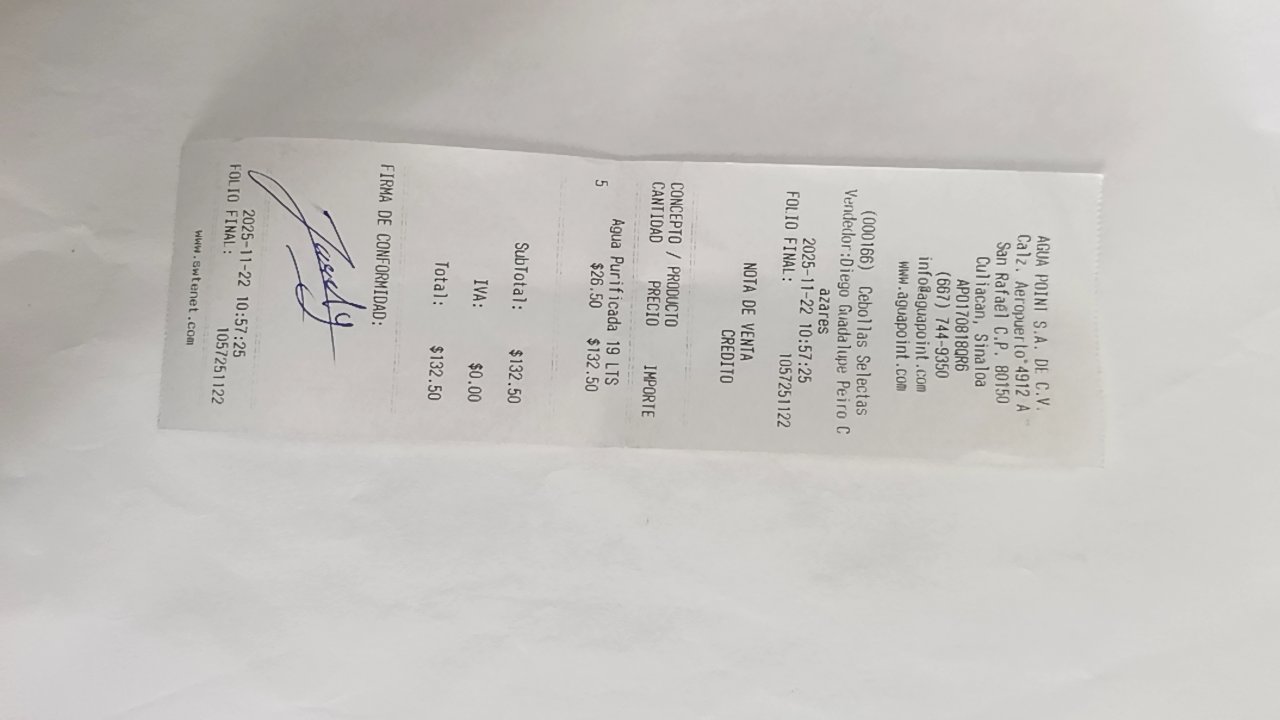 AGUA POINT S.A. DE C.V.
Calz. Aeropuerto 4912 A
San Rafael C.P. 80150
Culiacan, Sinaloa
APO170818QR6
(667) 744-9350
info@aguapoint.com
www.aguapoint.com
(000166) Cebollas Selectas
Vendedor:Diego Guadalupe Peiro C
azares
2025-11-22 10:57:25
FOLIO FINAL: 1057251122
NOTA DE VENTA
CREDITO
CONCEPTO / PRODUCTO
CANTIDAD PRECIO IMPORTE
Agua Purificada 19 LTS
5 $26.50 $132.50
SubTotal: $132.50
IVA: $0.00
Total: $132.50
FIRMA DE CONFORMIDAD:
2025-11-22 10:57:25
FOLIO FINAL: 1057251122
www.swtenet.com